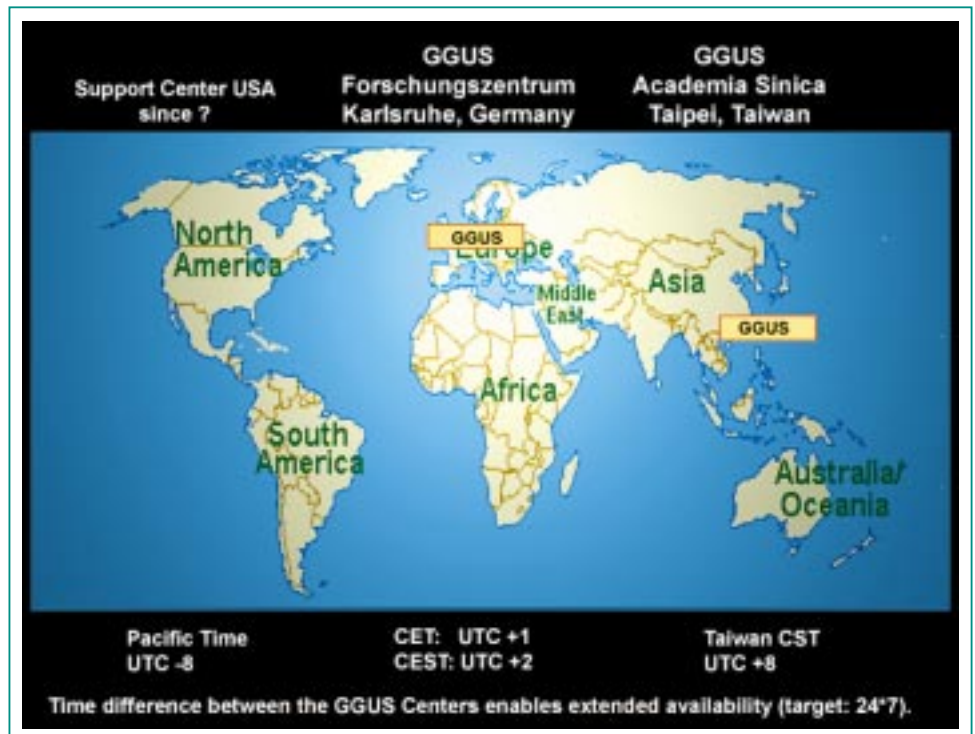 Support Center USA
since ?
GGUS
Forschungszentrum
Karlsruhe, Germany
GGUS
Academia Sinica
Taipei, Taiwan
North
America
GGUS
Europe
Middle
East
Asia
GGUS
Africa
South
America
Australia/
Oceania
Pacific Time
UTC -8
CET: UTC +1
CEST: UTC +2
Taiwan CST
UTC +8
Time difference between the GGUS Centers enables extended availability (target: 24*7).